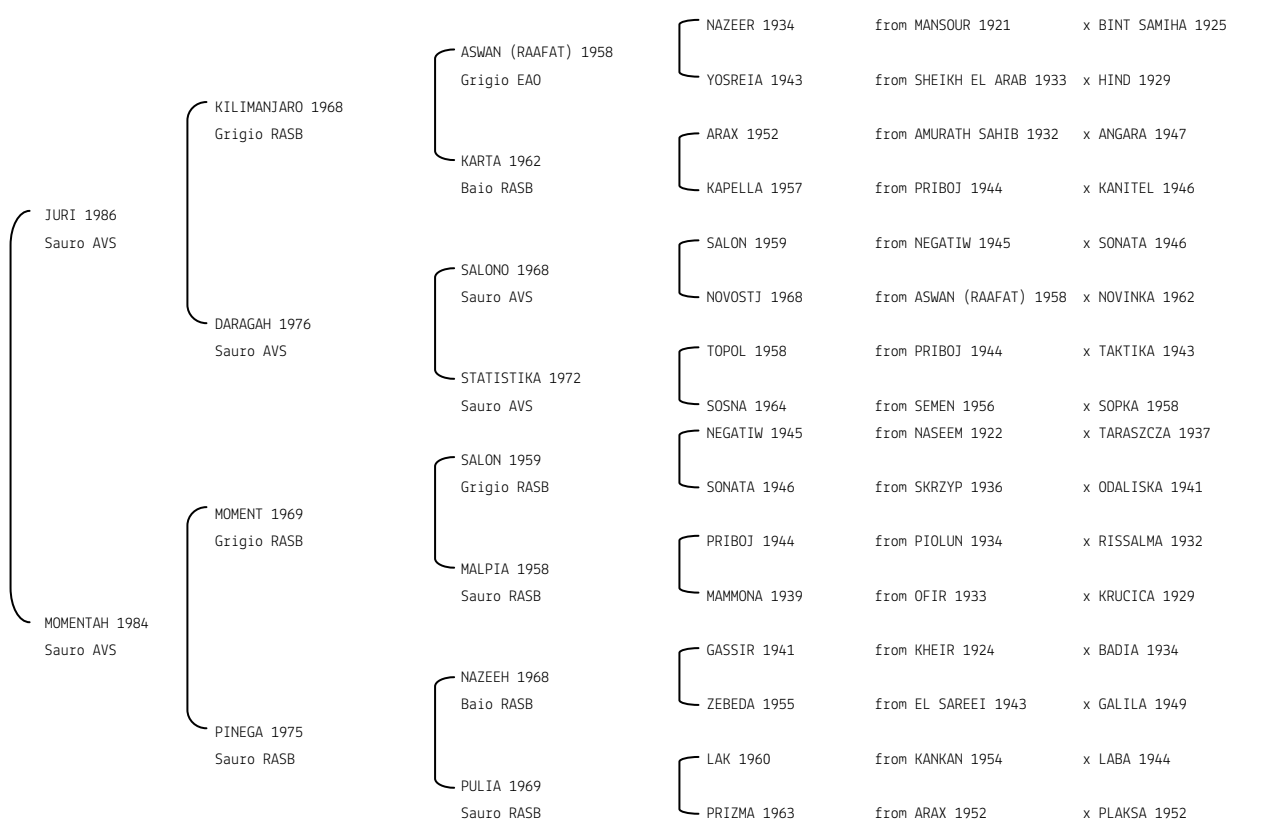 NAZEER 1934 from MANSOUR 1921 x BINT SAMIHA 1925
ASWAN (RAAFAT) 1958
Grigio EAO YOSREIA 1943 from SHEIKH EL ARAB 1933 x HIND 1929
KILIMANJARO 1968
Grigio RASB ARAX 1952 from AMURATH SAHIB 1932 x ANGARA 1947
KARTA 1962
Baio RASB KAPELLA 1957 from PRIBOJ 1944 x KANITEL 1946
JURI 1986
Sauro AVS SALON 1959 from NEGATIW 1945 x SONATA 1946
SALONO 1968
Sauro AVS NOVOSTJ 1968 from ASWAN (RAAFAT) 1958 x NOVINKA 1962
DARAGAH 1976
Sauro AVS TOPOL 1958 from PRIBOJ 1944 x TAKTIKA 1943
STATISTIKA 1972
Sauro AVS SOSNA 1964 from SEMEN 1956 x SOPKA 1958
NEGATIW 1945 from NASEEM 1922 x TARASZCZA 1937
SALON 1959
Grigio RASB SONATA 1946 from SKRZYP 1936 x ODALISKA 1941
MOMENT 1969
Grigio RASB PRIBOJ 1944 from PIOLUN 1934 x RISSALMA 1932
MALPIA 1958
Sauro RASB MAMMONA 1939 from OFIR 1933 x KRUCICA 1929
MOMENTAH 1984
Sauro AVS GASSIR 1941 from KHEIR 1924 x BADIA 1934
NAZEEH 1968
Baio RASB ZEBEDA 1955 from EL SAREEI 1943 x GALILA 1949
PINEGA 1975
Sauro RASB LAK 1960 from KANKAN 1954 x LABA 1944
PULIA 1969
Sauro RASB PRIZMA 1963 from ARAX 1952 x PLAKSA 1952